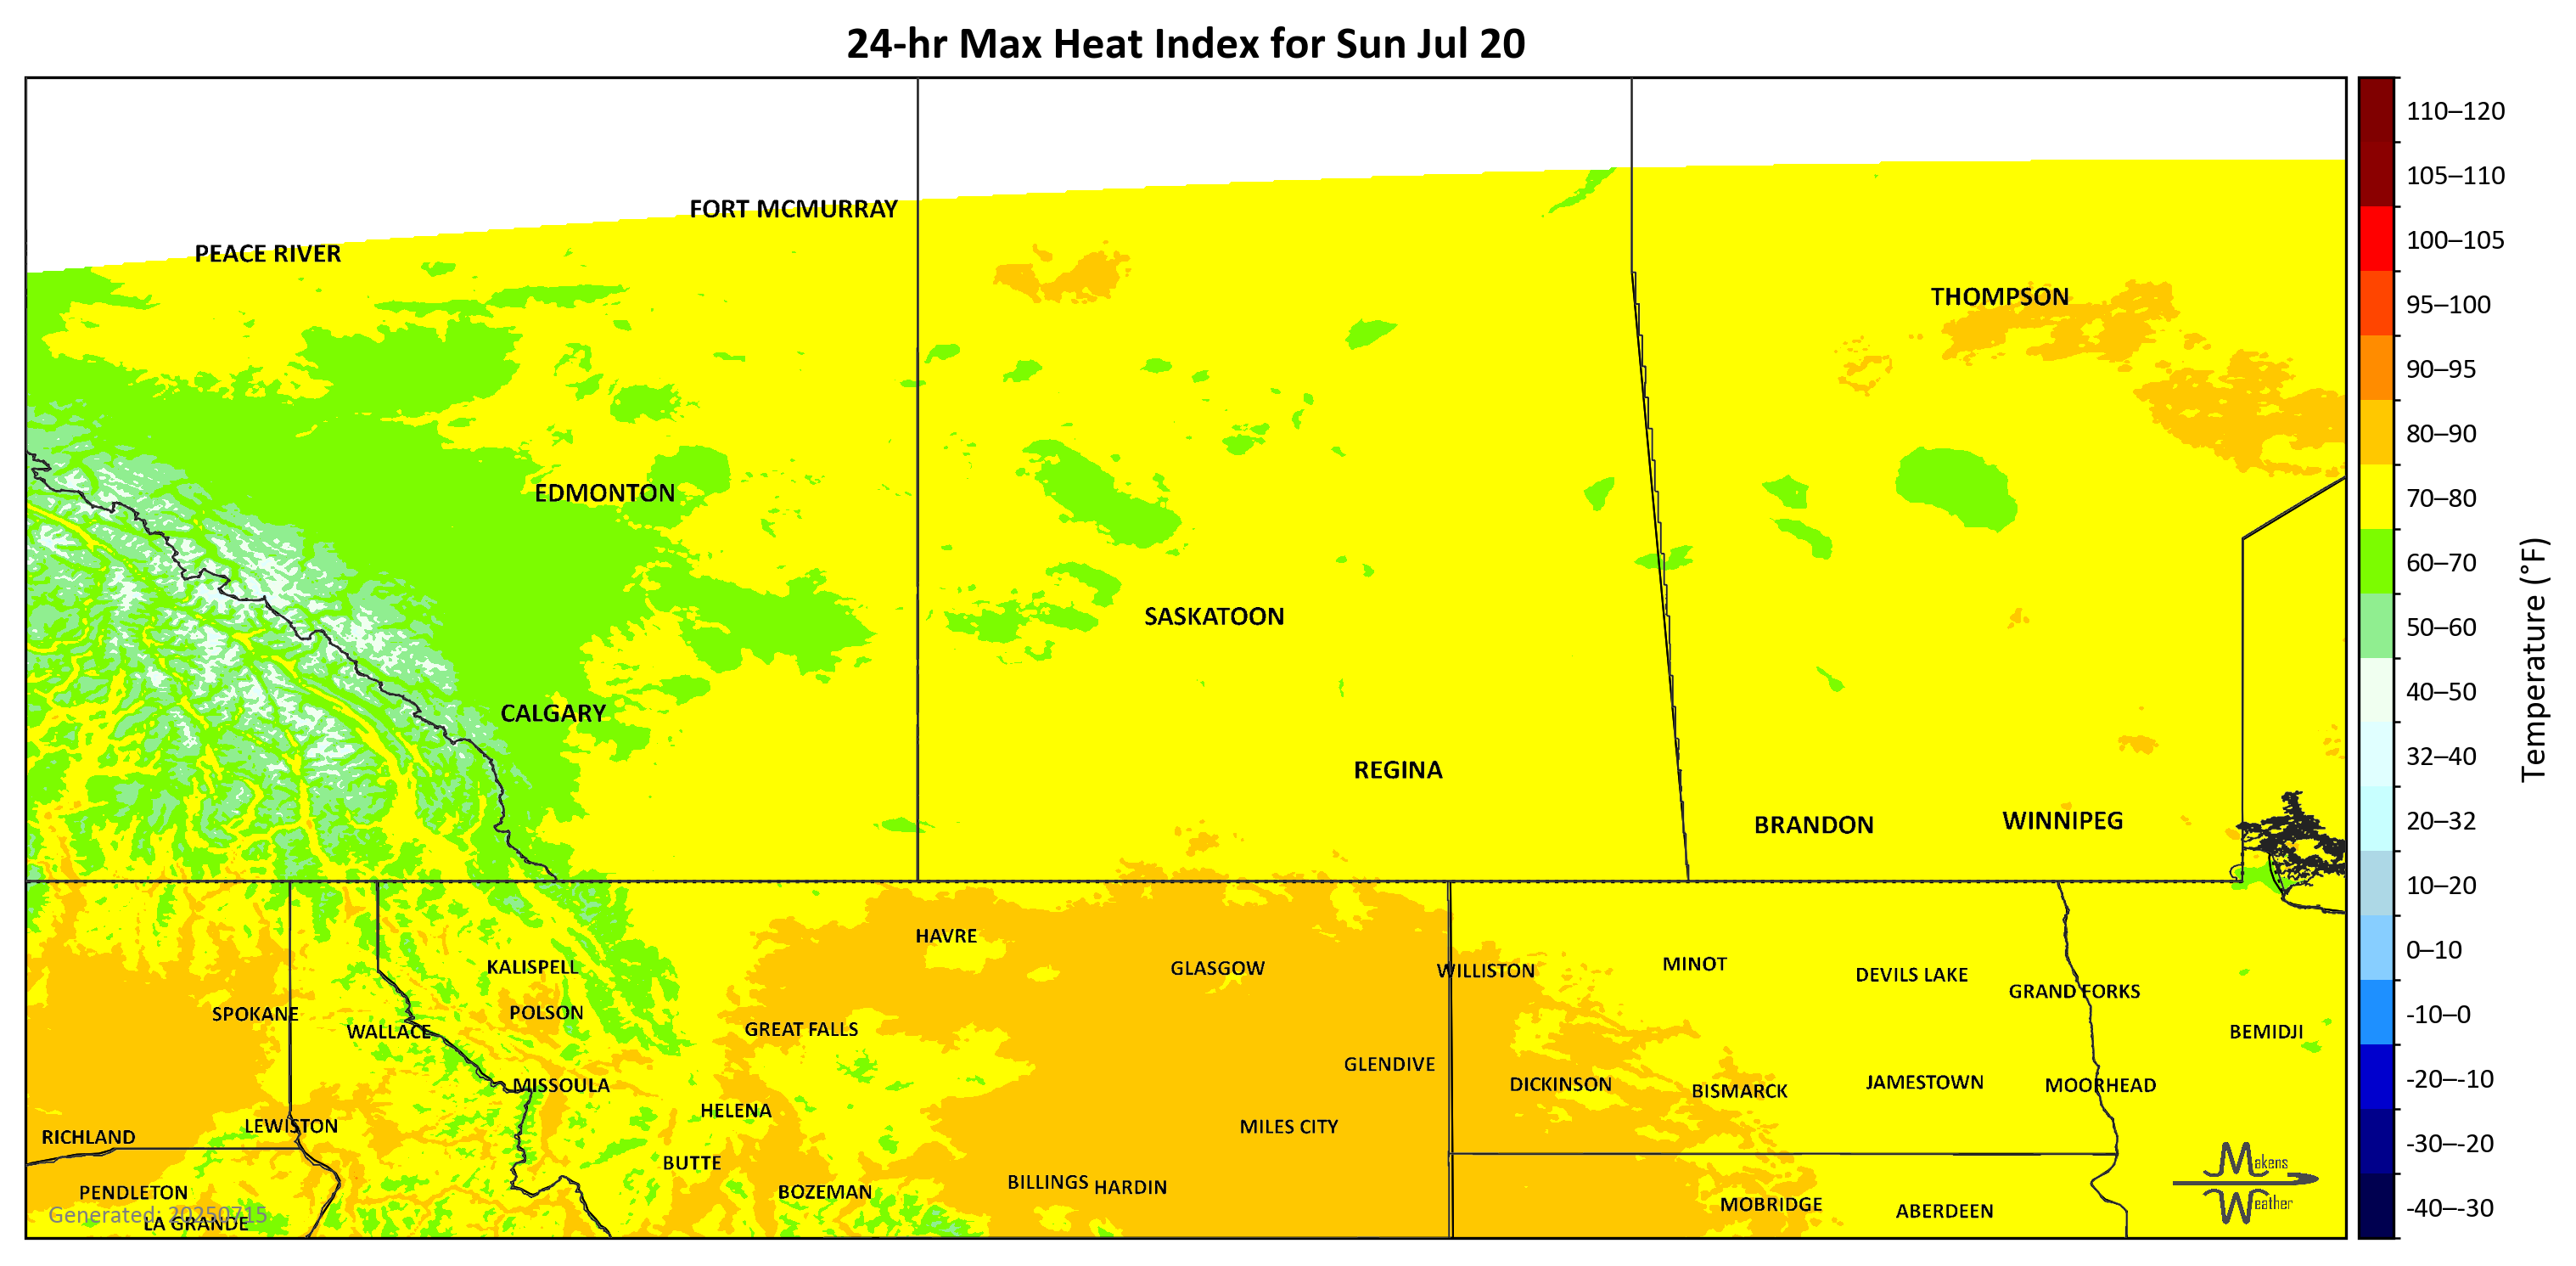 24-hr Max Heat Index for Sun Jul 20
FORT MCMURRAY
PEACE RIVER
THOMPSON
EDMONTON
SASKATOON
CALGARY
REGINA
BRANDON
WINNIPEG
HAVRE
KALISPELL
GLASGOW
WILLISTON
MINOT
DEVILS LAKE
GRAND FORKS
SPOKANE
POLSON
WALLACE
GREAT FALLS
BEMIDJI
GLENDIVE
MISSOULA
DICKINSON
BISMARCK
JAMESTOWN
MOORHEAD
HELENA
LEWISTON
MILES CITY
RICHLAND
BUTTE
BILLINGS
HARDIN
PENDLETON
BOZEMAN
MOBRIDGE
ABERDEEN
Generated: 20250715
LA GRANDE
Makens
Weather
110–120
105–110
100–105
95–100
90–95
80–90
70–80
60–70
50–60
40–50
32–40
20–32
10–20
0–10
-10–0
-20–-10
-30–-20
-40–-30
Temperature (°F)